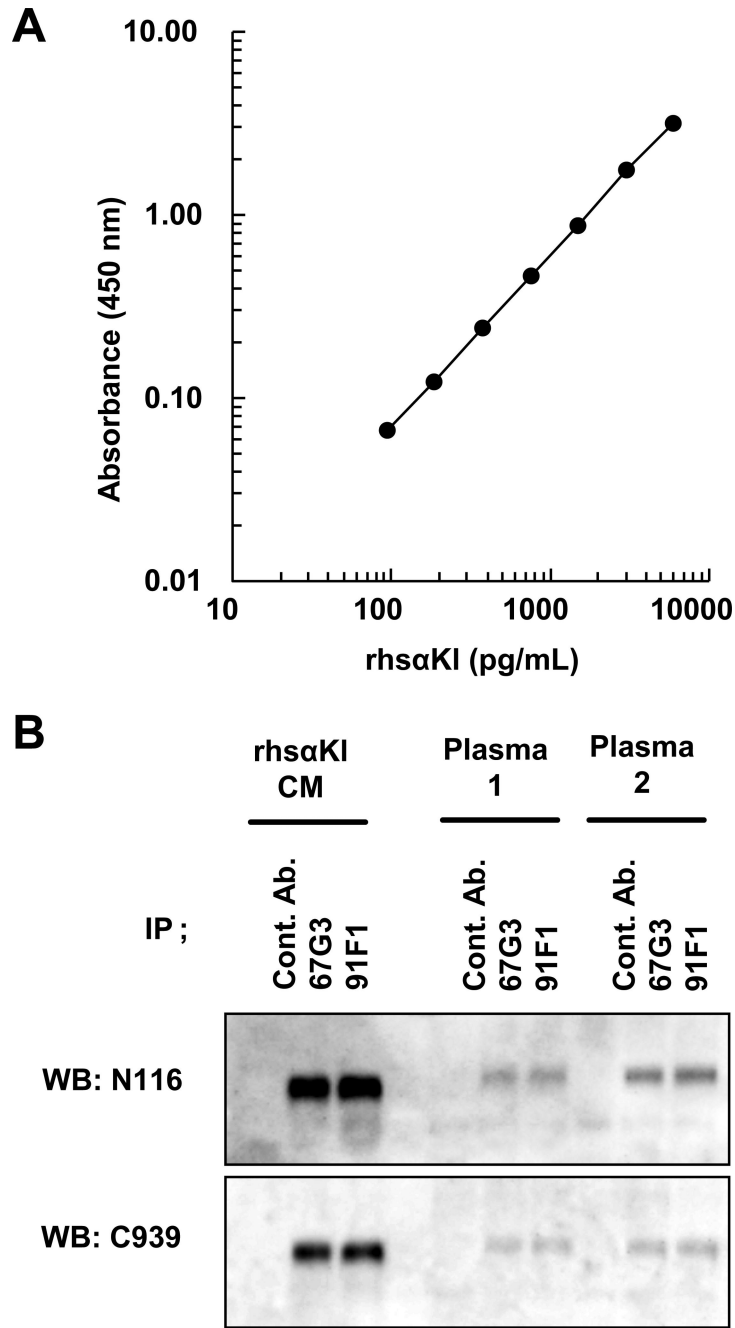 A
10.00
1.00
0.10
0.01
Absorbance (450 nm)
10
100
1000
10000
rhsαKl (pg/mL)
B
rhsαKl
CM
Plasma
1
Plasma
2
IP ;
Cont. Ab.
67G3
91F1
Cont. Ab.
67G3
91F1
Cont. Ab.
67G3
91F1
WB: N116
WB: C939